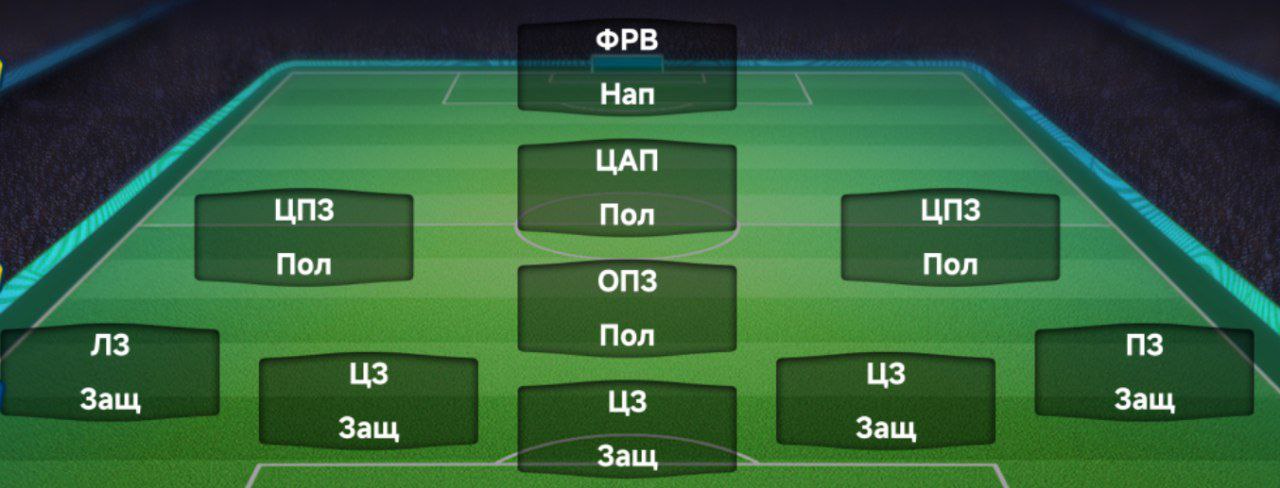 ФРВ
Нап
ЦАП
Пол
ЦПЗ
Пол
ЦПЗ
Пол
ОПЗ
Пол
ЛЗ
Защ
ЦЗ
Защ
ЦЗ
Защ
ЦЗ
Защ
ПЗ
Защ